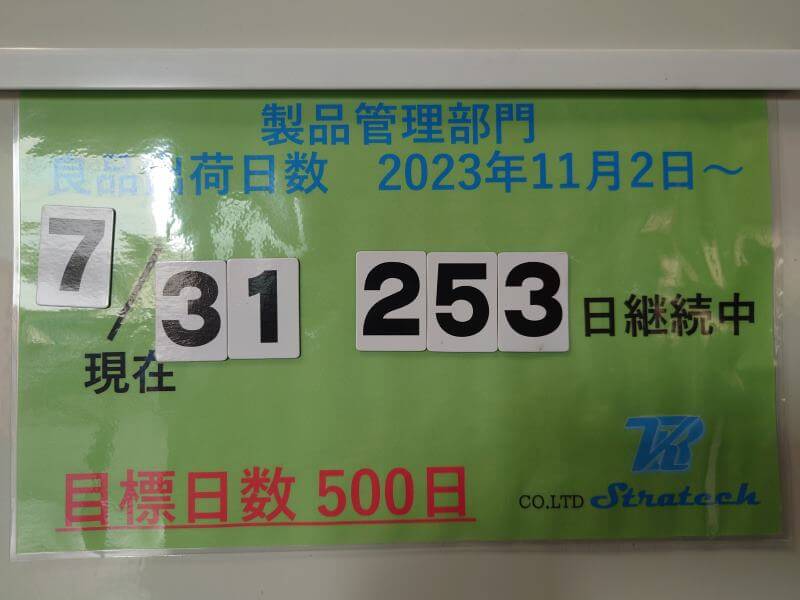 製品管理部門
良品出荷日数 2023年11月2日～
7/31 253日継続中
現在
目標日数 500日
CO.LTD Stratech